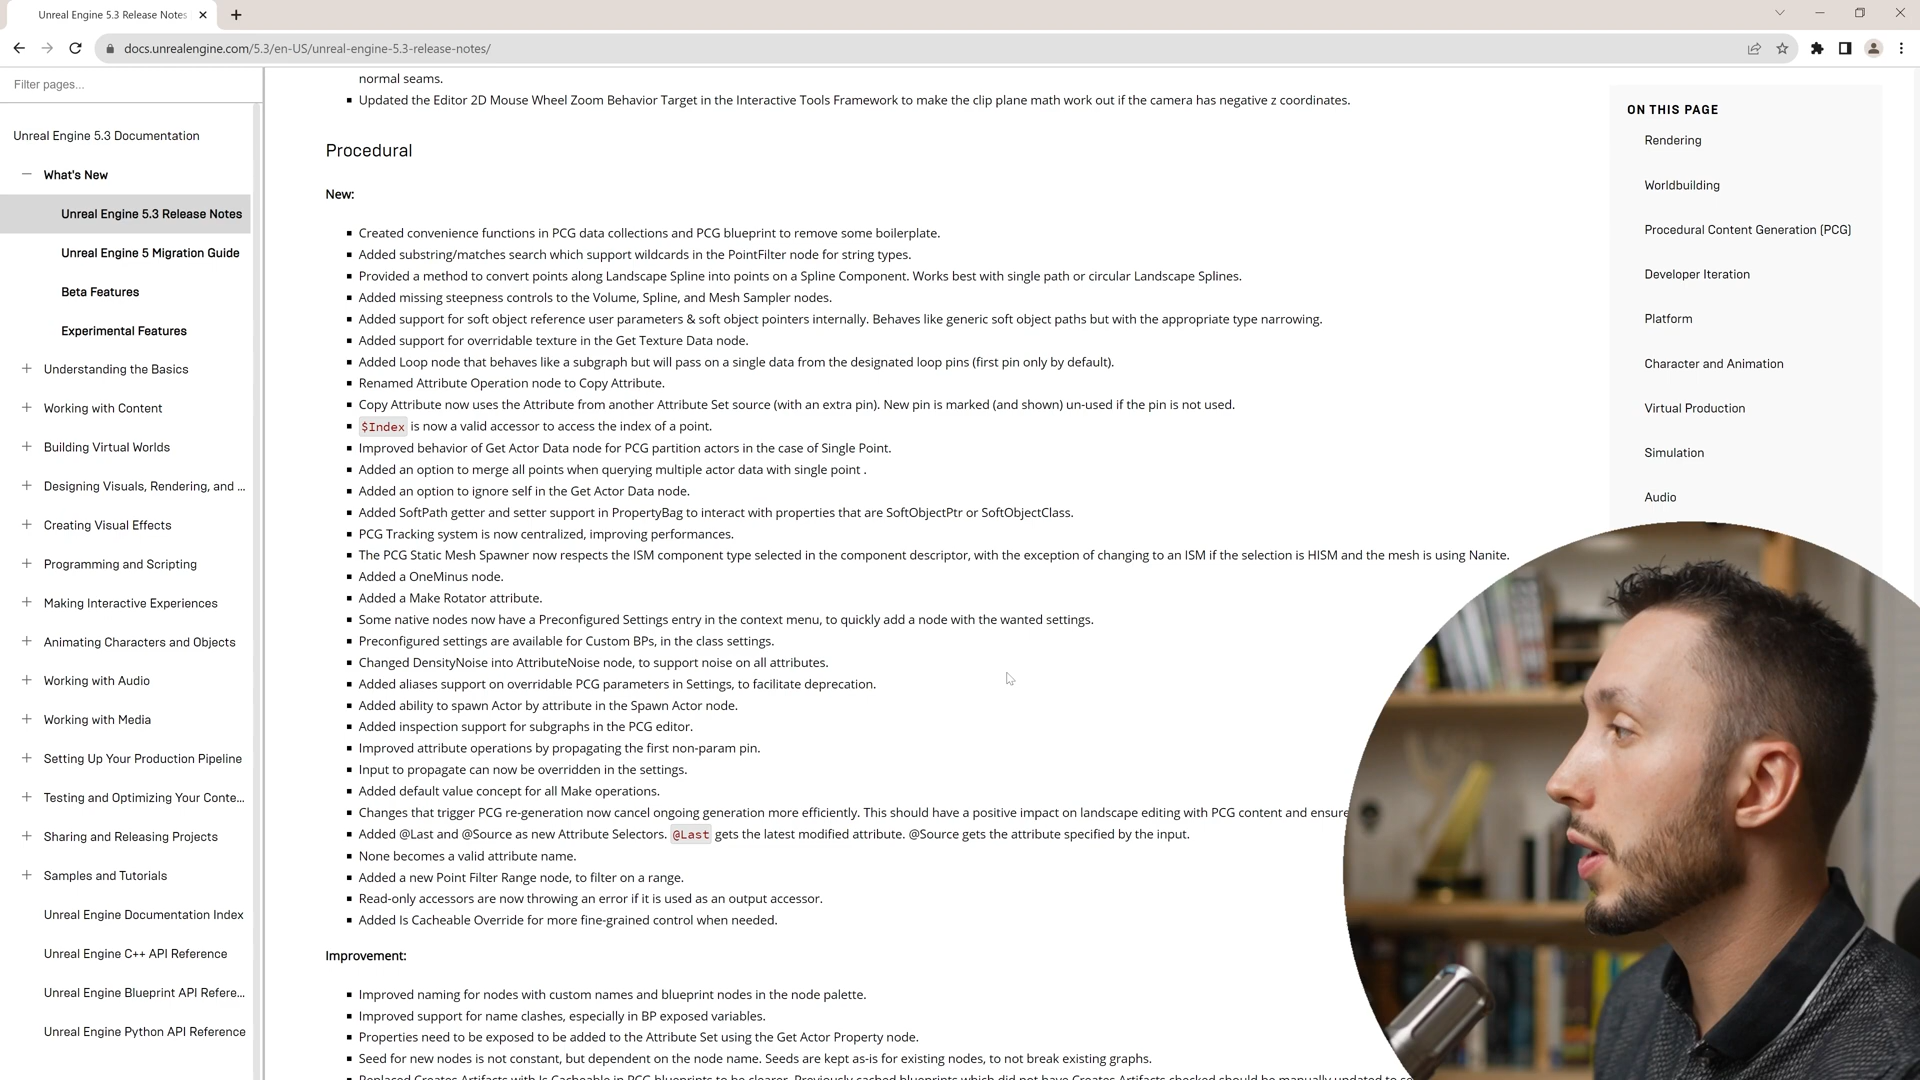 Unreal Engine 5.3 Release Notes
docs.unrealengine.com/5.3/en-US/unreal-engine-5.3-release-notes/
Filter pages...
Unreal Engine 5.3 Documentation
What's New
Unreal Engine 5.3 Release Notes
Unreal Engine 5 Migration Guide
Beta Features
Experimental Features
Understanding the Basics
Working with Content
Building Virtual Worlds
Designing Visuals, Rendering, and ...
Creating Visual Effects
Programming and Scripting
Making Interactive Experiences
Animating Characters and Objects
Working with Audio
Working with Media
Setting Up Your Production Pipeline
Testing and Optimizing Your Conte...
Sharing and Releasing Projects
Samples and Tutorials
Unreal Engine Documentation Index
Unreal Engine C++ API Reference
Unreal Engine Blueprint API Refere...
Unreal Engine Python API Reference
normal seams.
Updated the Editor 2D Mouse Wheel Zoom Behavior Target in the Interactive Tools Framework to make the clip plane math work out if the camera has negative z coordinates.
Procedural
New:
Created convenience functions in PCG data collections and PCG blueprint to remove some boilerplate.
Added substring/matches search which support wildcards in the PointFilter node for string types.
Provided a method to convert points along Landscape Spline into points on a Spline Component. Works best with single path or circular Landscape Splines.
Added missing steepness controls to the Volume, Spline, and Mesh Sampler nodes.
Added support for soft object reference user parameters & soft object pointers internally. Behaves like generic soft object paths but with the appropriate type narrowing.
Added support for overridable texture in the Get Texture Data node.
Added Loop node that behaves like a subgraph but will pass on a single data from the designated loop pins (first pin only by default).
Renamed Attribute Operation node to Copy Attribute.
Copy Attribute now uses the Attribute from another Attribute Set source (with an extra pin). New pin is marked (and shown) un-used if the pin is not used.
$Index is now a valid accessor to access the index of a point.
Improved behavior of Get Actor Data node for PCG partition actors in the case of Single Point.
Added an option to merge all points when querying multiple actor data with single point .
Added an option to ignore self in the Get Actor Data node.
Added SoftPath getter and setter support in PropertyBag to interact with properties that are SoftObjectPtr or SoftObjectClass.
PCG Tracking system is now centralized, improving performances.
The PCG Static Mesh Spawner now respects the ISM component type selected in the component descriptor, with the exception of changing to an ISM if the selection is HISM and the mesh is using Nanite.
Added a OneMinus node.
Added a Make Rotator attribute.
Some native nodes now have a Preconfigured Settings entry in the context menu, to quickly add a node with the wanted settings.
Preconfigured settings are available for Custom BPs, in the class settings.
Changed DensityNoise into AttributeNoise node, to support noise on all attributes.
Added aliases support on overridable PCG parameters in Settings, to facilitate deprecation.
Added ability to spawn Actor by attribute in the Spawn Actor node.
Added inspection support for subgraphs in the PCG editor.
Improved attribute operations by propagating the first non-param pin.
Input to propagate can now be overridden in the settings.
Added default value concept for all Make operations.
Changes that trigger PCG re-generation now cancel ongoing generation more efficiently. This should have a positive impact on landscape editing with PCG content and ensure
Added @Last and @Source as new Attribute Selectors. @Last gets the latest modified attribute. @Source gets the attribute specified by the input.
None becomes a valid attribute name.
Added a new Point Filter Range node, to filter on a range.
Read-only accessors are now throwing an error if it is used as an output accessor.
Added Is Cacheable Override for more fine-grained control when needed.
Improvement:
Improved naming for nodes with custom names and blueprint nodes in the node palette.
Improved support for name clashes, especially in BP exposed variables.
Properties need to be exposed to be added to the Attribute Set using the Get Actor Property node.
Seed for new nodes is not constant, but dependent on the node name. Seeds are kept as-is for existing nodes, to not break existing graphs.
Replaced Creates Artifacts with Is Cacheable in PCG blueprints to be clearer. Previously cached blueprints which did not have Creates Artifacts checked should be manually updated to
ON THIS PAGE
Rendering
Worldbuilding
Procedural Content Generation (PCG)
Developer Iteration
Platform
Character and Animation
Virtual Production
Simulation
Audio